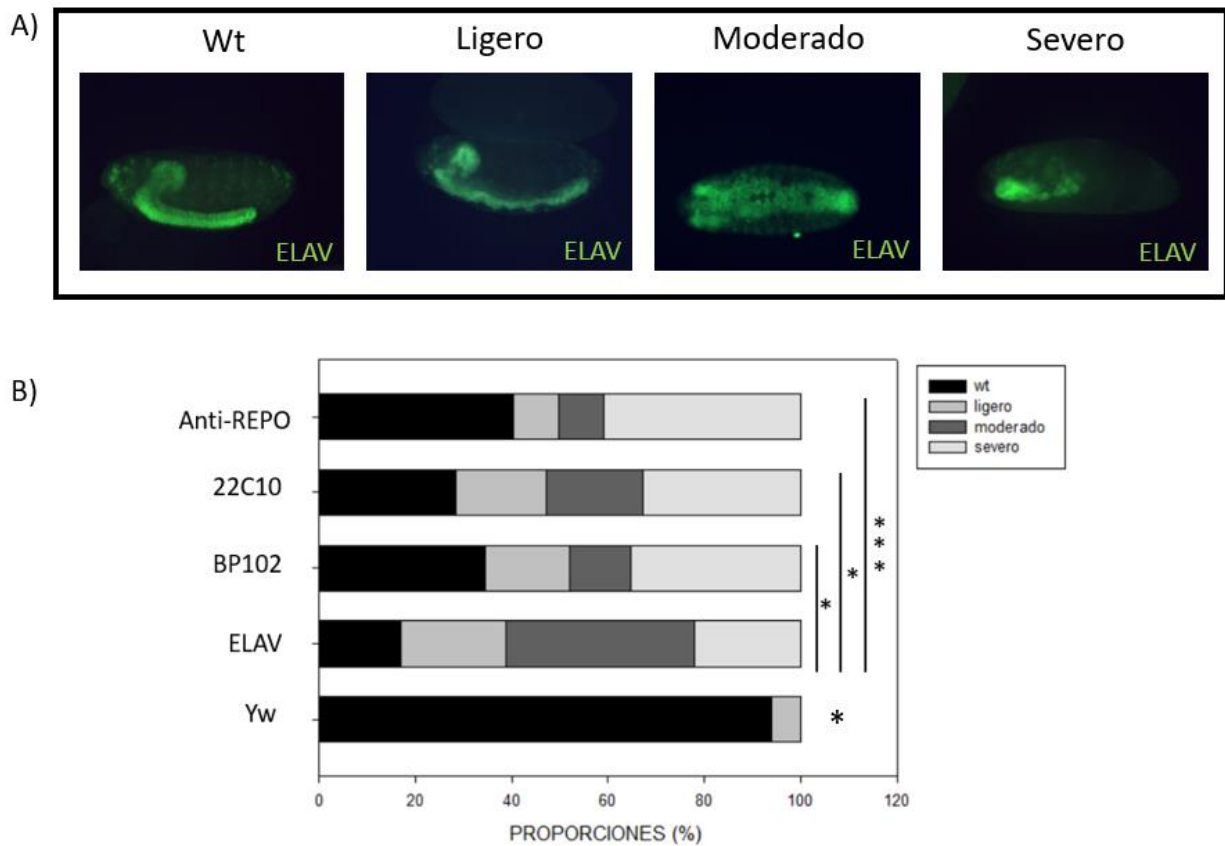 A)
Wt Ligero Moderado Severo
ELAV ELAV ELAV ELAV
B)
wt
ligero
moderado
severo
Anti-REPO
22C10
BP102
ELAV
Yw
* * *
*
*
*
0 20 40 60 80 100 120
PROPORCIONES (%)